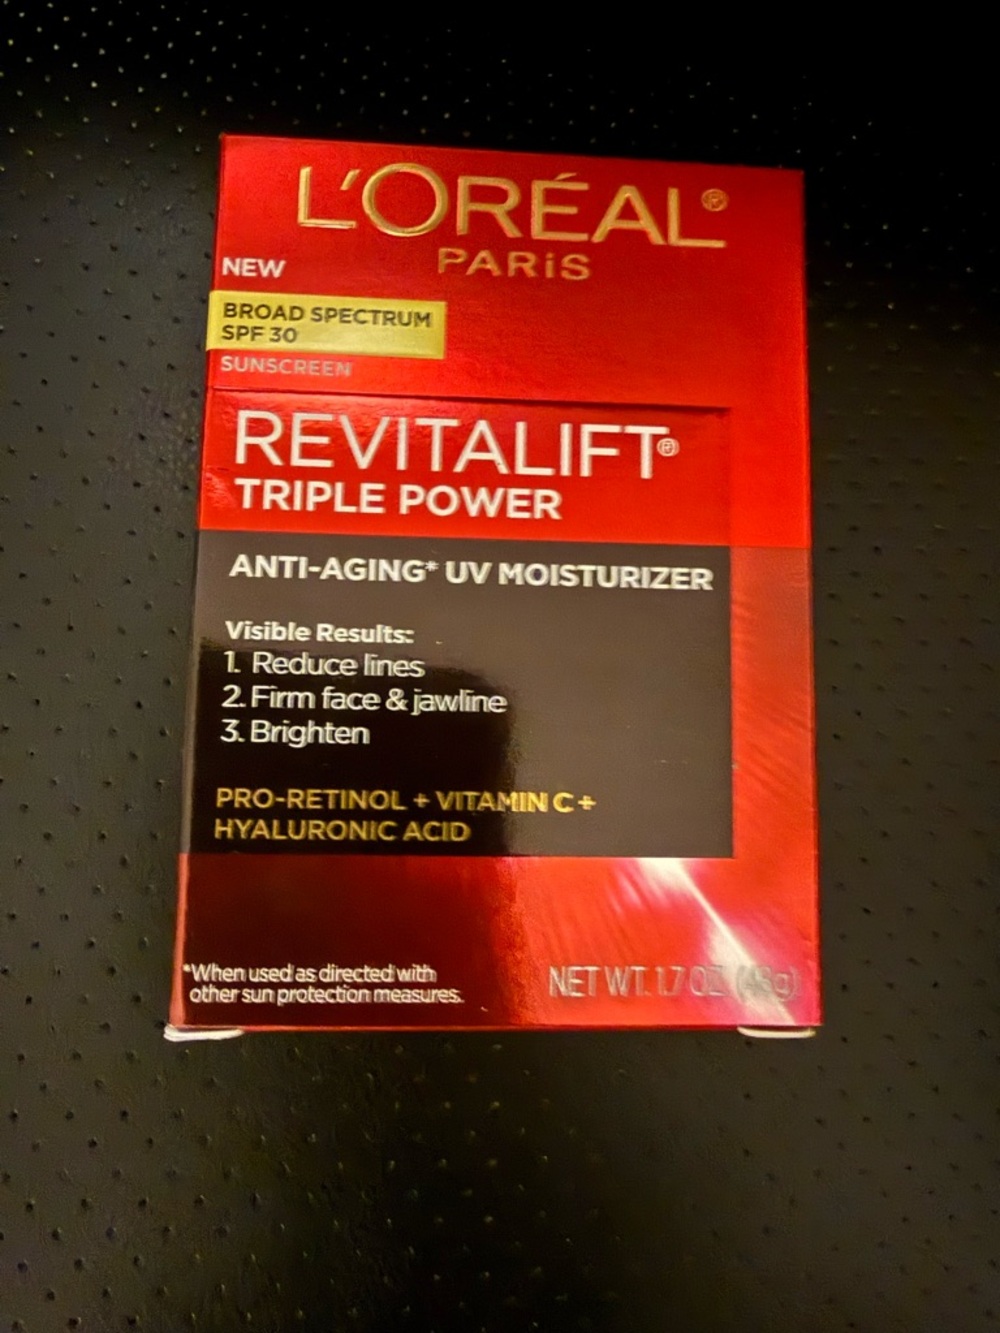 L'ORÉAL®
PARiS
NEW
BROAD SPECTRUM
SPF 30
SUNSCREEN
REVITALIFT®
TRIPLE POWER
ANTI-AGING* UV MOISTURIZER
Visible Results:
1. Reduce lines
2. Firm face & jawline
3. Brighten
PRO-RETINOL + VITAMIN C +
HYALURONIC ACID
*When used as directed with
other sun protection measures.
NET WT. 1.7 OZ (48g)